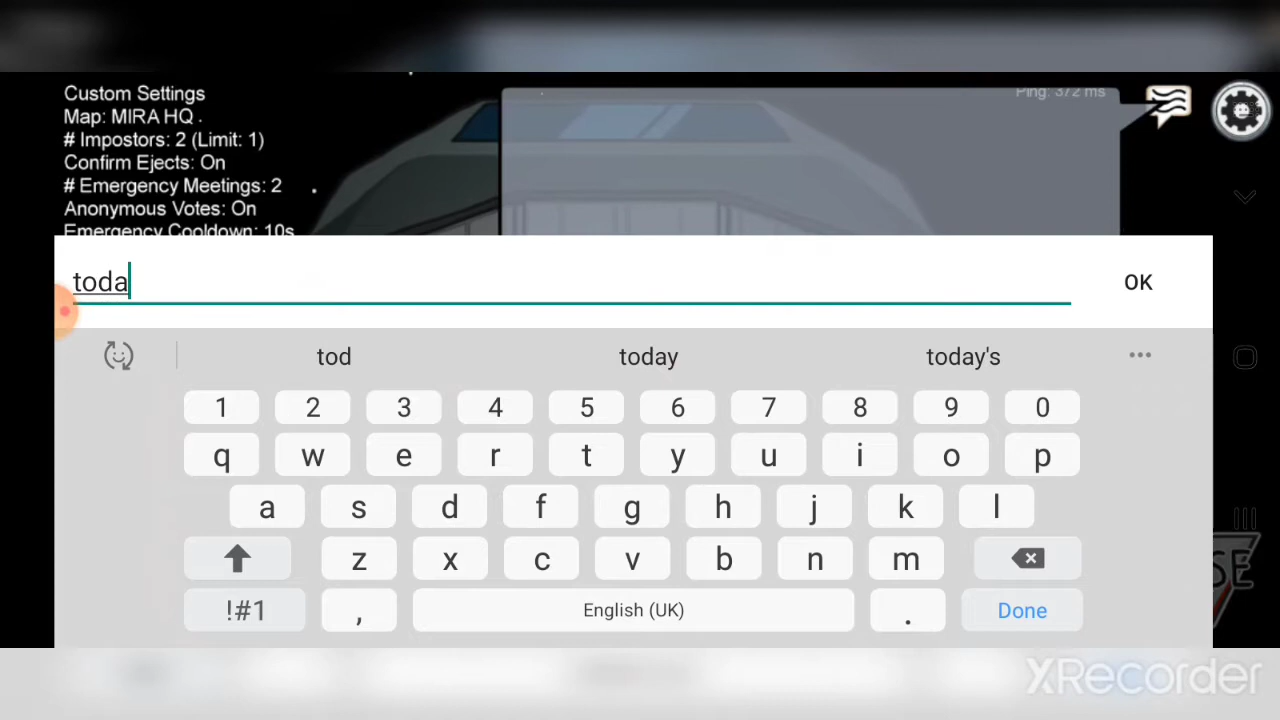 Custom Settings
Ping: 372 ms
Map: MIRA HQ
# Impostors: 2 (Limit: 1)
Confirm Ejects: On
# Emergency Meetings: 2
Anonymous Votes: On
Emergency Cooldown: 10s
toda
OK
tod today today's
1 2 3 4 5 6 7 8 9 0
q w e r t y u i o p
a s d f g h j k l
z x c v b n m
!#1 , English (UK) . Done
XRecorder